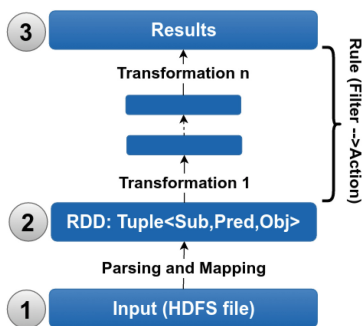 3
Results
Transformation n
Rule (Filter -->Action)
Transformation 1
2
RDD: Tuple<Sub,Pred,Obj>
Parsing and Mapping
1
Input (HDFS file)